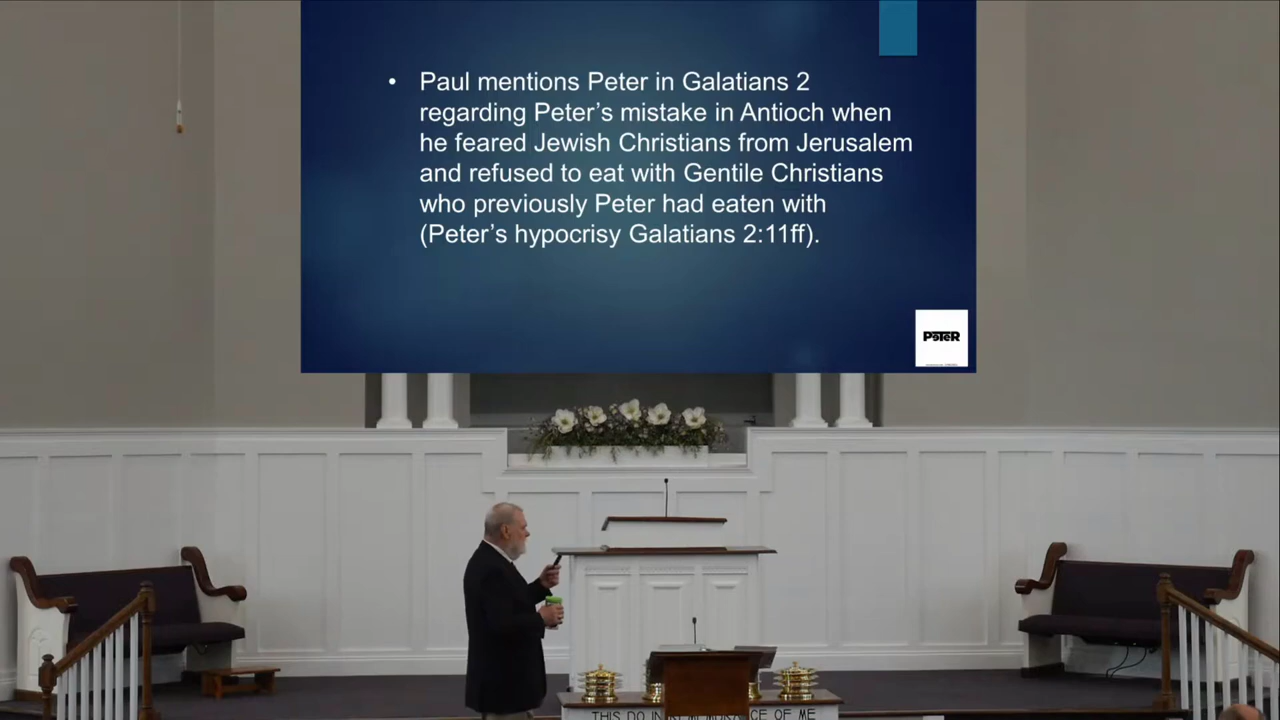 • Paul mentions Peter in Galatians 2
regarding Peter’s mistake in Antioch when
he feared Jewish Christians from Jerusalem
and refused to eat with Gentile Christians
who previously Peter had eaten with
(Peter’s hypocrisy Galatians 2:11ff).
PeTeR
THIS DO IN OF ME